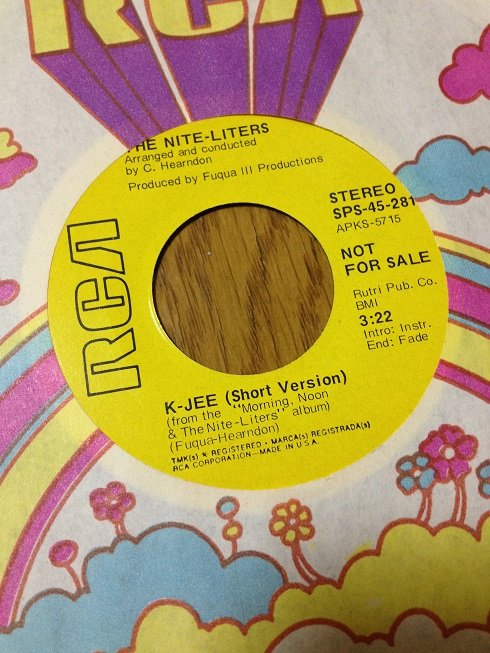 RCA
THE NITE-LITERS
Arranged and conducted
by C. Hearndon
Produced by Fuqua III Productions
RCA
STEREO
SPS-45-281
APKS-5715
NOT
FOR SALE
Rutri Pub. Co.
BMI
3:22
Intro: Instr.
End: Fade
K-JEE (Short Version)
(from the "Morning, Noon
& The Nite-Liters" album)
(Fuqua-Hearndon)
TMK(s) ® REGISTERED • MARCA(s) REGISTRADA(s)
RCA CORPORATION—MADE IN U.S.A.